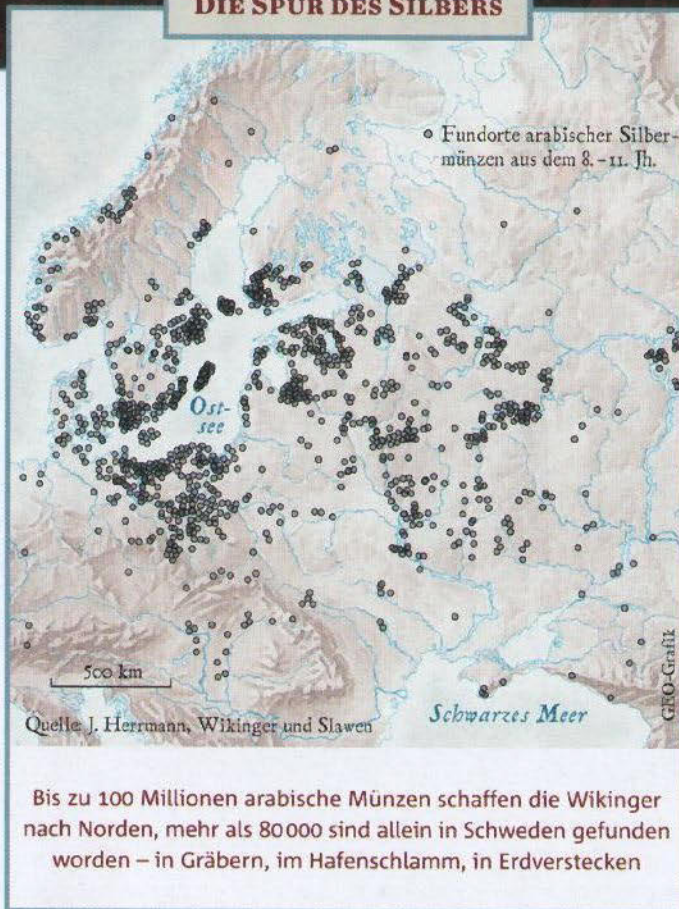 DIE SPUR DES SILBERS
Fundorte arabischer Silber-
münzen aus dem 8.-11. Jh.
Ost-
see
500 km
Quelle: J. Herrmann, Wikinger und Slawen
Schwarzes Meer
GEO-Grafik
Bis zu 100 Millionen arabische Münzen schaffen die Wikinger
nach Norden, mehr als 80 000 sind allein in Schweden gefunden
worden – in Gräbern, im Hafenschlamm, in Erdverstecken